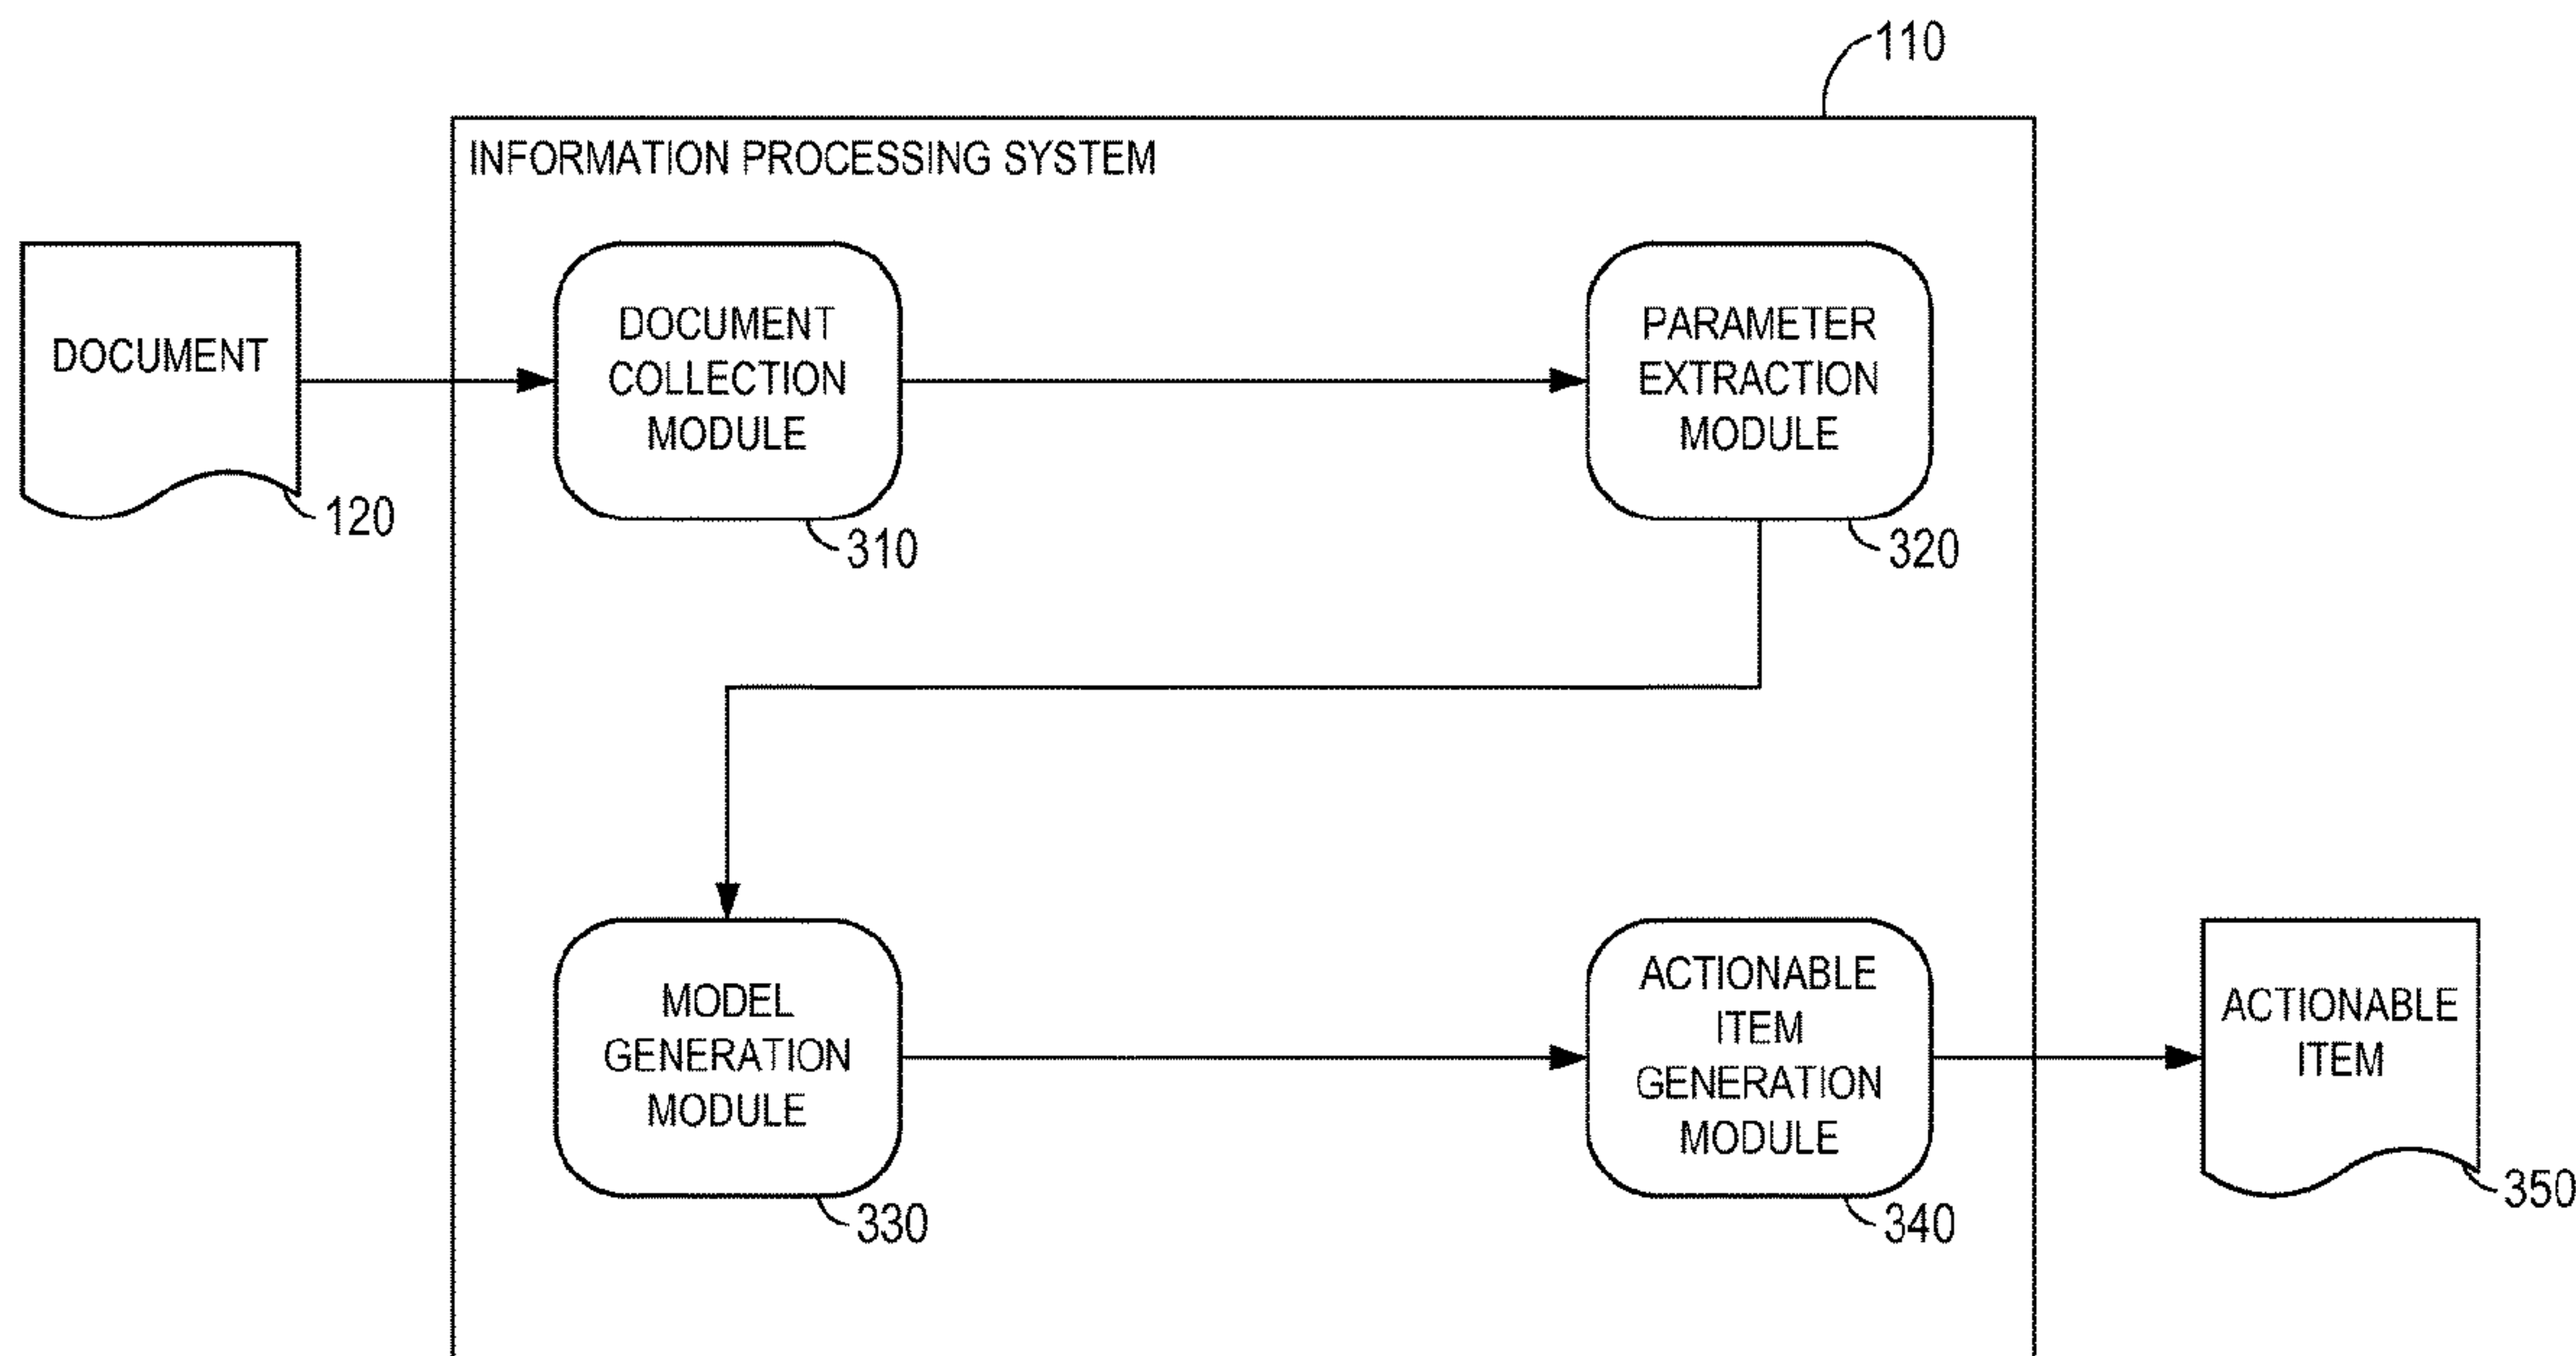 110
INFORMATION PROCESSING SYSTEM
DOCUMENT
120
DOCUMENT
COLLECTION
MODULE
310
PARAMETER
EXTRACTION
MODULE
320
MODEL
GENERATION
MODULE
330
ACTIONABLE
ITEM
GENERATION
MODULE
340
ACTIONABLE
ITEM
350